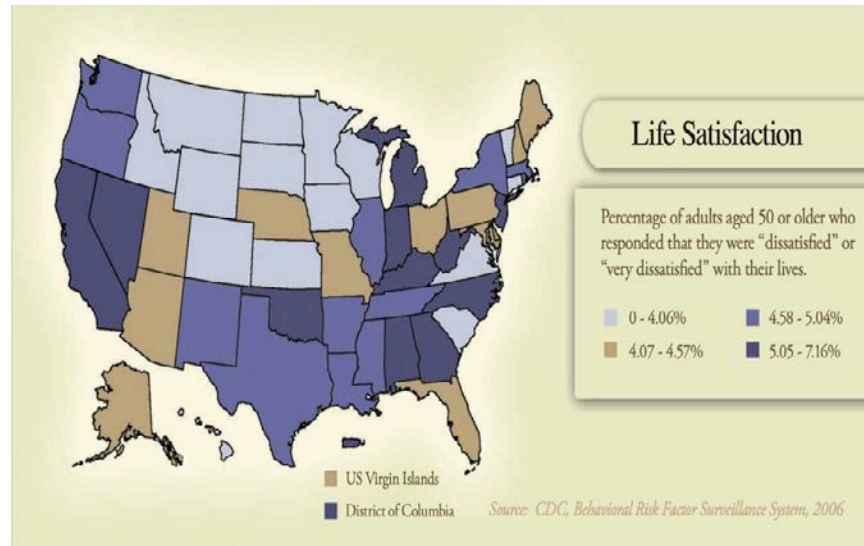 Life Satisfaction
Percentage of adults aged 50 or older who
responded that they were “dissatisfied” or
“very dissatisfied” with their lives.
0 - 4.06%
4.58 - 5.04%
4.07 - 4.57%
5.05 - 7.16%
US Virgin Islands
District of Columbia
Source: CDC, Behavioral Risk Factor Surveillance System, 2006